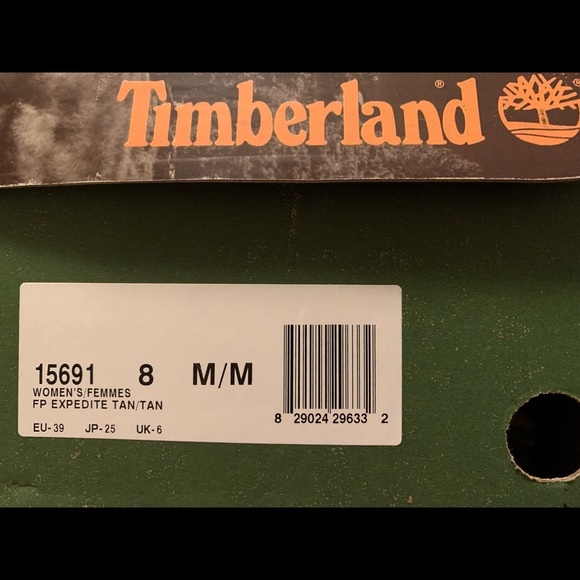 Timberland®
15691 8 M/M
WOMEN'S/FEMMES
FP EXPEDITE TAN/TAN
EU-39 JP-25 UK-6
8 29024 29633 2